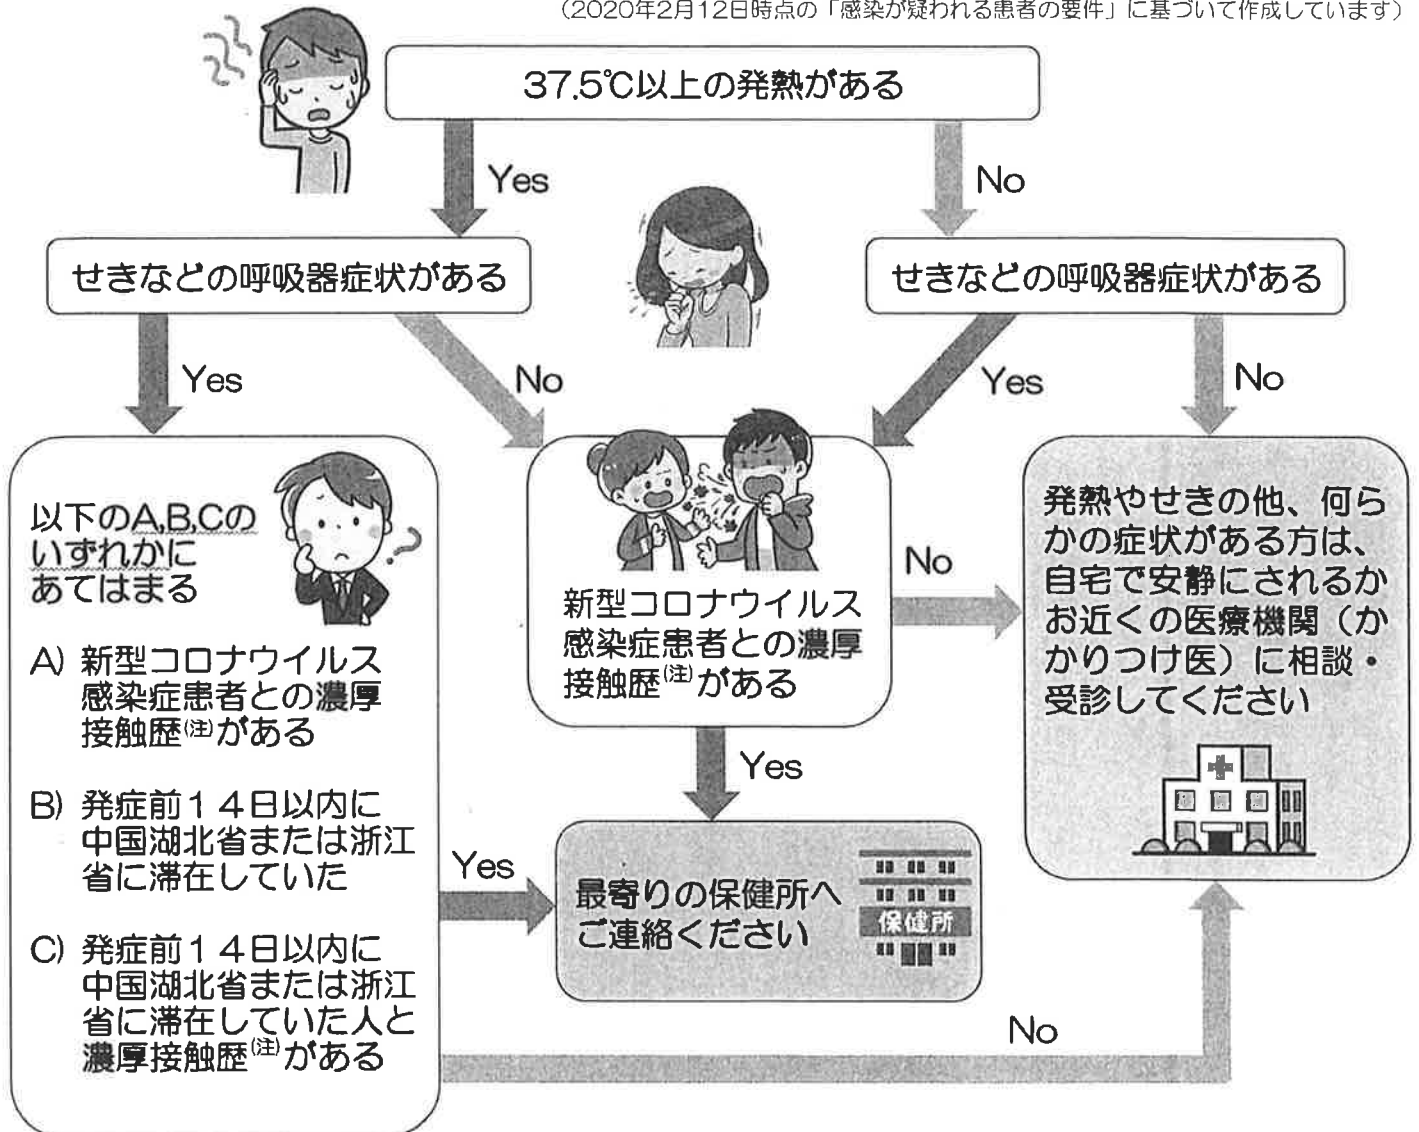 （2020年2月12日時点の「感染が疑われる患者の要件」に基づいて作成しています）
37.5℃以上の発熱がある
Yes
No
せきなどの呼吸器症状がある
せきなどの呼吸器症状がある
Yes
No
Yes
No
以下のA,B,Cの
いずれかに
あてはまる
A) 新型コロナウイルス
感染症患者との濃厚
接触歴(注)がある
B) 発症前１４日以内に
中国湖北省または浙江
省に滞在していた
C) 発症前１４日以内に
中国湖北省または浙江
省に滞在していた人と
濃厚接触歴(注)がある
新型コロナウイルス
感染症患者との濃厚
接触歴(注)がある
No
発熱やせきの他、何ら
かの症状がある方は、
自宅で安静にされるか
お近くの医療機関（か
かりつけ医）に相談・
受診してください
Yes
Yes
最寄りの保健所へ
ご連絡ください
保健所
No